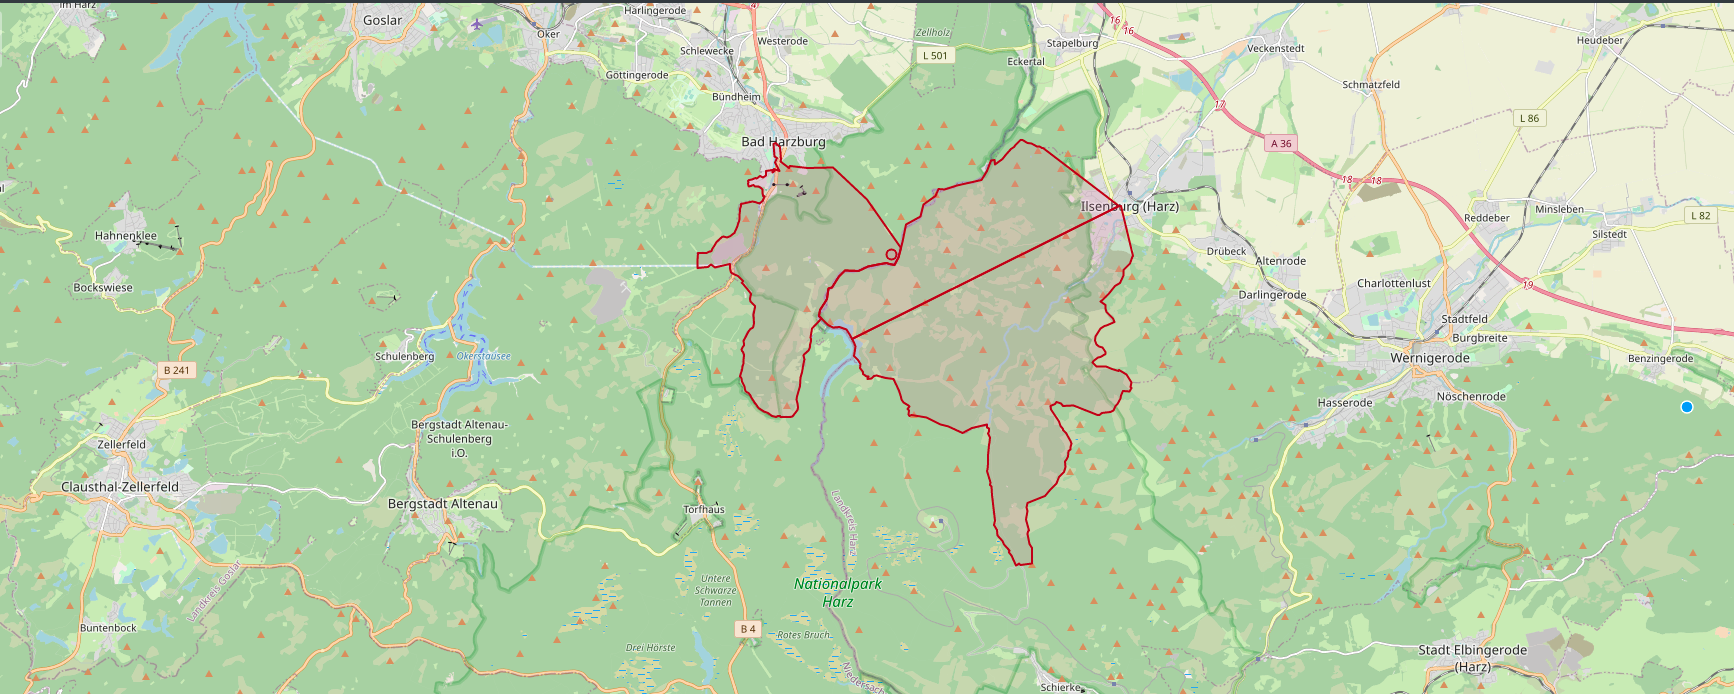 im Harz
Goslar
4
Harlingerode
16
16
Oker
Westerode
Zellholz
Stapelburg
Veckenstedt
Heudeber
Schlewecke
L 501
Eckertal
Göttingerode
Schmatzfeld
Bündheim
17
L 86
Bad Harzburg
A 36
18
18
Ilsenburg (Harz)
Minsleben
L 82
Reddeber
Silstedt
Hahnenklee
Drübeck
Altenrode
Bockswiese
Charlottenlust
19
Darlingerode
Stadtfeld
Burgbreite
Schulenberg
Okerstausee
Wernigerode
Benzingerode
B 241
Nöschenrode
Hasserode
Bergstadt Altenau-
Schulenberg
i.O.
Zellerfeld
Clausthal-Zellerfeld
Bergstadt Altenau
Torfhaus
Landkreis Harz
Untere
Schwarze
Tannen
Nationalpark
Harz
Landkreis Goslar
Buntenbock
B 4
Rotes Bruch
Drei Hörste
Stadt Elbingerode
(Harz)
Niedersach
Schierke